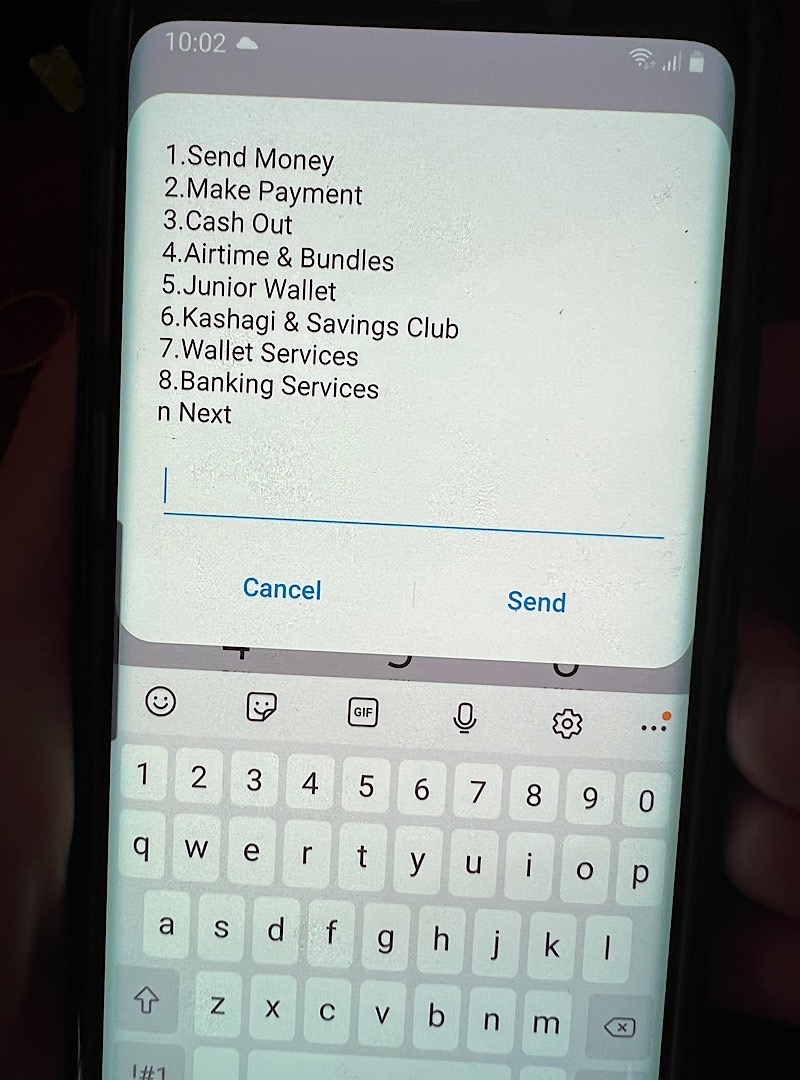 10:02
1.Send Money
2.Make Payment
3.Cash Out
4.Airtime & Bundles
5.Junior Wallet
6.Kashagi & Savings Club
7.Wallet Services
8.Banking Services
n Next
Cancel Send
GIF
1 2 3 4 5 6 7 8 9 0
q w e r t y u i o p
a s d f g h j k l
z x c v b n m
!#1